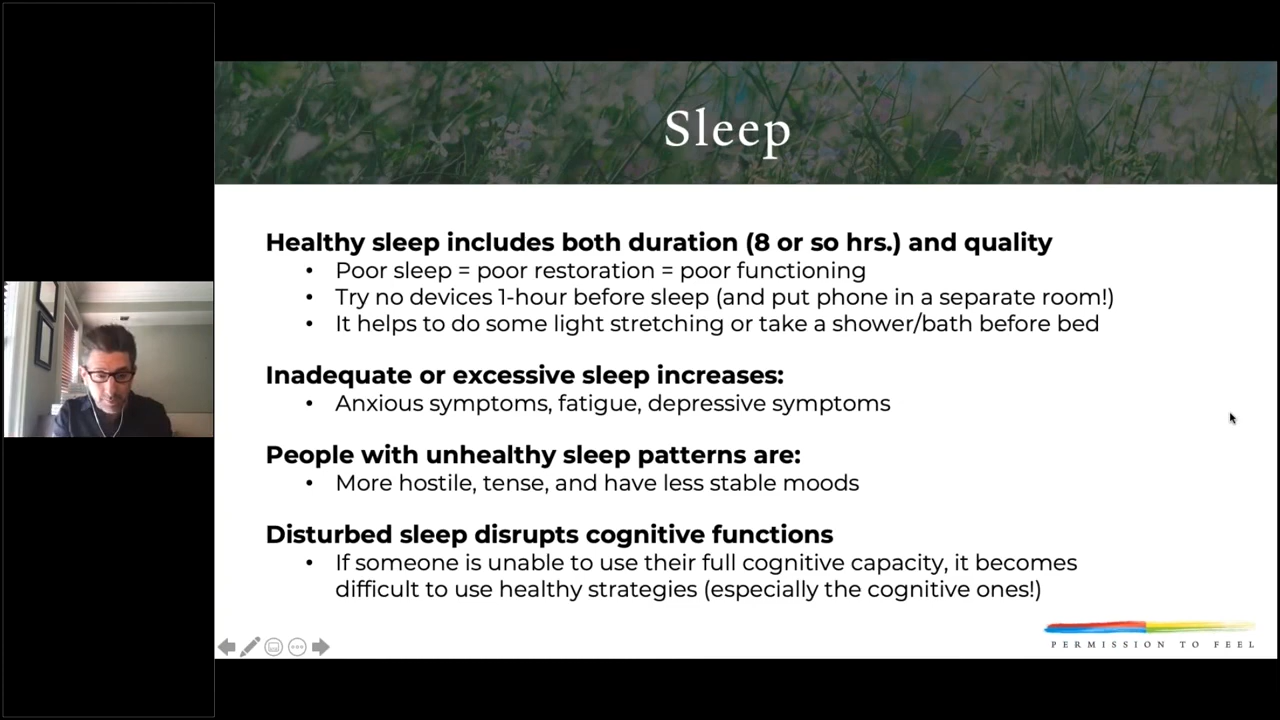 Sleep
Healthy sleep includes both duration (8 or so hrs.) and quality
• Poor sleep = poor restoration = poor functioning
• Try no devices 1-hour before sleep (and put phone in a separate room!)
• It helps to do some light stretching or take a shower/bath before bed
Inadequate or excessive sleep increases:
• Anxious symptoms, fatigue, depressive symptoms
People with unhealthy sleep patterns are:
• More hostile, tense, and have less stable moods
Disturbed sleep disrupts cognitive functions
• If someone is unable to use their full cognitive capacity, it becomes
difficult to use healthy strategies (especially the cognitive ones!)
PERMISSION TO FEEL